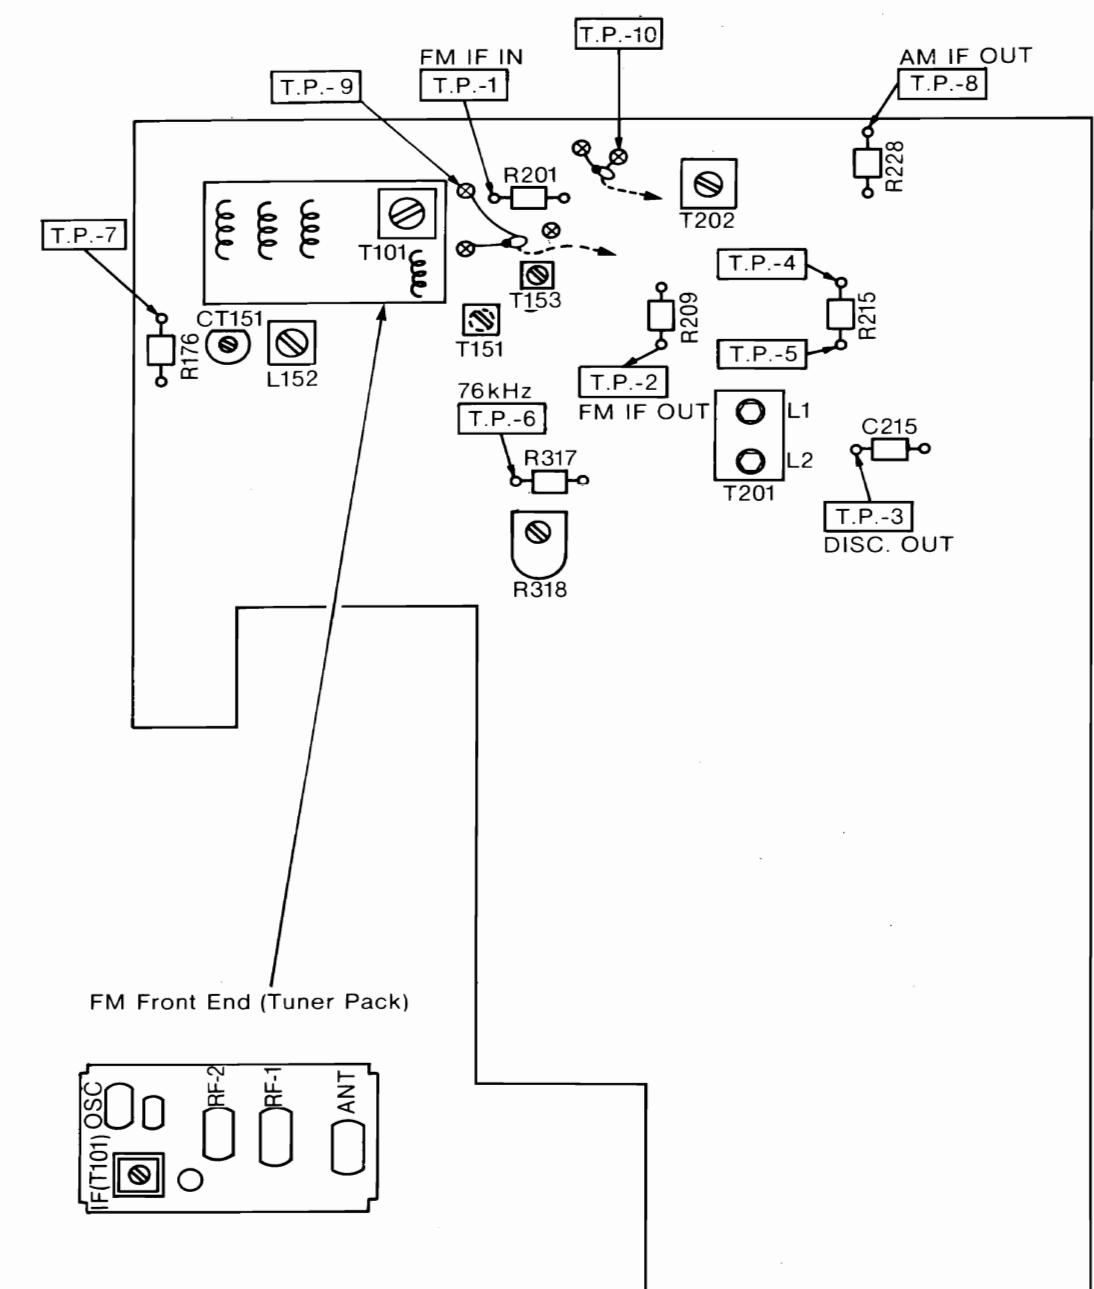 T.P.-10
FM IF IN
AM IF OUT
T.P.-9
T.P.-1
T.P.-8
R201
R228
T202
T.P.-7
T101
T.P.-4
T153
R209
R215
CT151
T151
R176
L152
T.P.-5
T.P.-2
76kHz
FM IF OUT
L1
T.P.-6
C215
R317
L2
T201
T.P.-3
DISC. OUT
R318
FM Front End (Tuner Pack)
OSC
RF-2
RF-1
ANT
IF(T101)